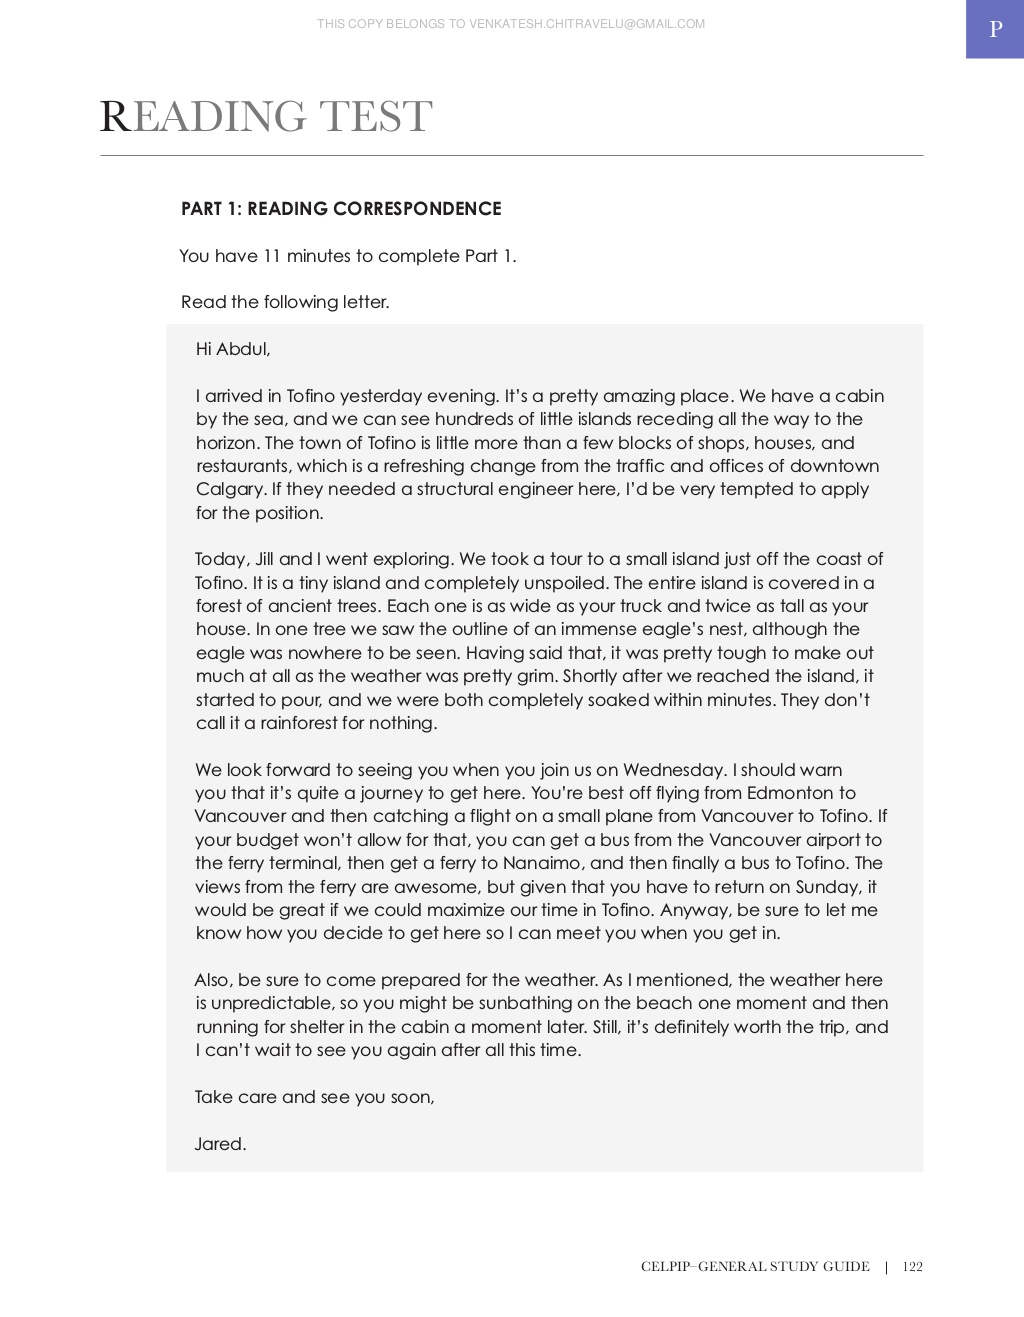 THIS COPY BELONGS TO VENKATESH.CHITRAVELU@GMAIL.COM
P
READING TEST
PART 1: READING CORRESPONDENCE
You have 11 minutes to complete Part 1.
Read the following letter.
Hi Abdul,
I arrived in Tofino yesterday evening. It's a pretty amazing place. We have a cabin
by the sea, and we can see hundreds of little islands receding all the way to the
horizon. The town of Tofino is little more than a few blocks of shops, houses, and
restaurants, which is a refreshing change from the traffic and offices of downtown
Calgary. If they needed a structural engineer here, I'd be very tempted to apply
for the position.
Today, Jill and I went exploring. We took a tour to a small island just off the coast of
Tofino. It is a tiny island and completely unspoiled. The entire island is covered in a
forest of ancient trees. Each one is as wide as your truck and twice as tall as your
house. In one tree we saw the outline of an immense eagle's nest, although the
eagle was nowhere to be seen. Having said that, it was pretty tough to make out
much at all as the weather was pretty grim. Shortly after we reached the island, it
started to pour, and we were both completely soaked within minutes. They don't
call it a rainforest for nothing.
We look forward to seeing you when you join us on Wednesday. I should warn
you that it's quite a journey to get here. You're best off flying from Edmonton to
Vancouver and then catching a flight on a small plane from Vancouver to Tofino. If
your budget won't allow for that, you can get a bus from the Vancouver airport to
the ferry terminal, then get a ferry to Nanaimo, and then finally a bus to Tofino. The
views from the ferry are awesome, but given that you have to return on Sunday, it
would be great if we could maximize our time in Tofino. Anyway, be sure to let me
know how you decide to get here so I can meet you when you get in.
Also, be sure to come prepared for the weather. As I mentioned, the weather here
is unpredictable, so you might be sunbathing on the beach one moment and then
running for shelter in the cabin a moment later. Still, it's definitely worth the trip, and
I can't wait to see you again after all this time.
Take care and see you soon,
Jared.
CELPIP–GENERAL STUDY GUIDE | 122